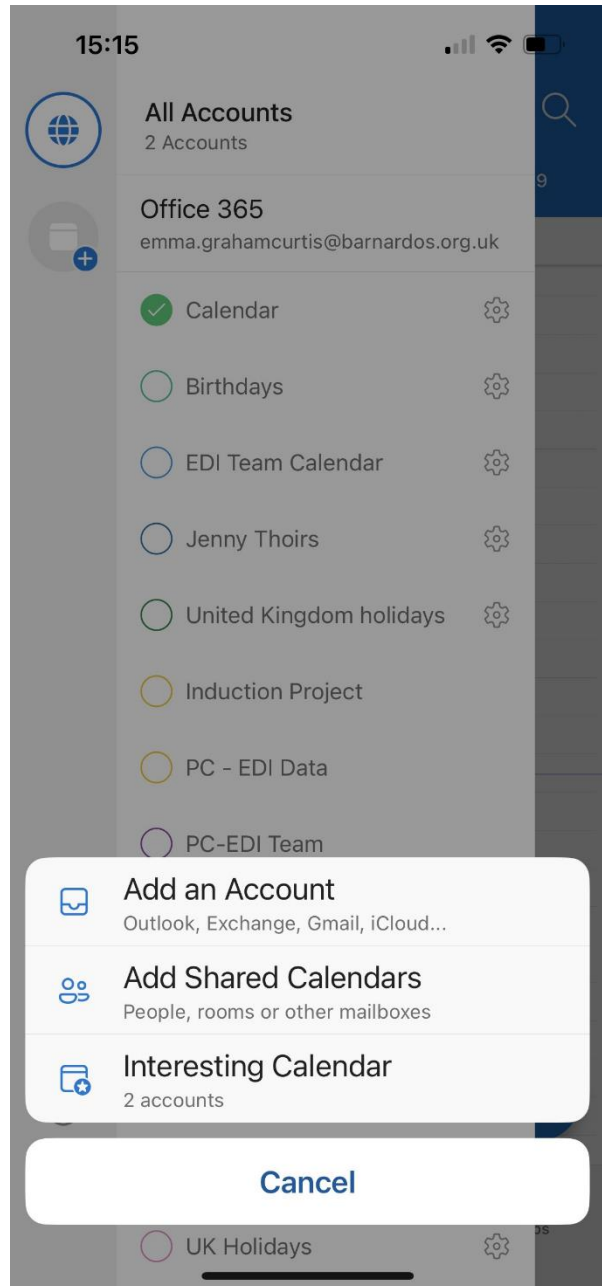 15:15
All Accounts
2 Accounts
9
Office 365
emma.grahamcurtis@barnardos.org.uk
Calendar
Birthdays
EDI Team Calendar
Jenny Thoirs
United Kingdom holidays
Induction Project
PC - EDI Data
PC-EDI Team
Add an Account
Outlook, Exchange, Gmail, iCloud...
Add Shared Calendars
People, rooms or other mailboxes
Interesting Calendar
2 accounts
Cancel
UK Holidays